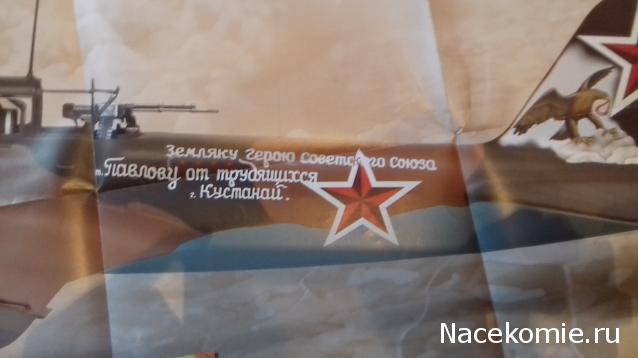 Земляку Герою Советского Союза
т. Павлову от трудящихся
г. Кустанай.
Nacekomie.ru